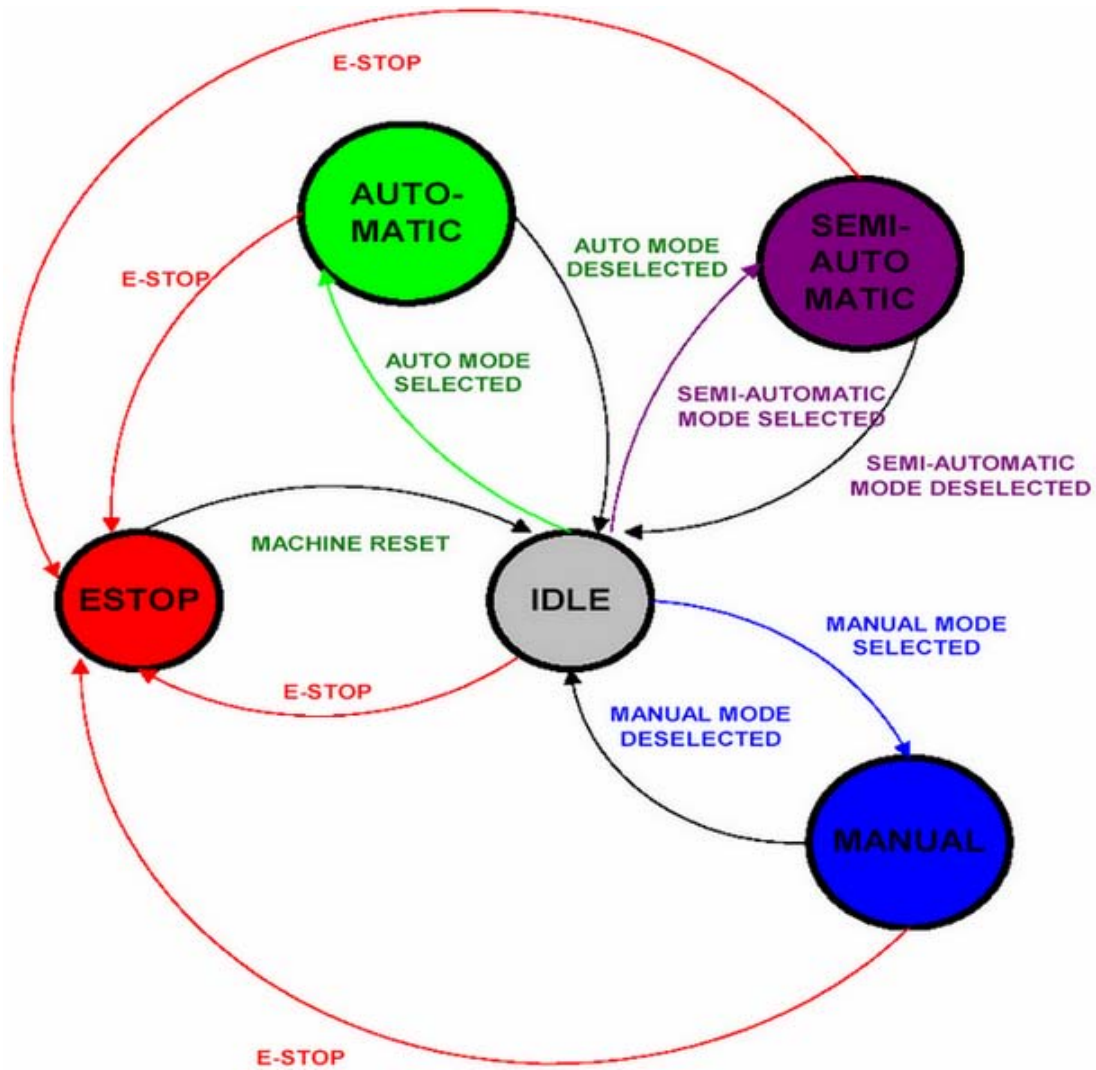 E-STOP
AUTO-
MATIC
SEMI-
AUTO
MATIC
AUTO MODE
DESELECTED
E-STOP
AUTO MODE
SELECTED
SEMI-AUTOMATIC
MODE SELECTED
SEMI-AUTOMATIC
MODE DESELECTED
MACHINE RESET
ESTOP
IDLE
MANUAL MODE
SELECTED
E-STOP
MANUAL MODE
DESELECTED
MANUAL
E-STOP